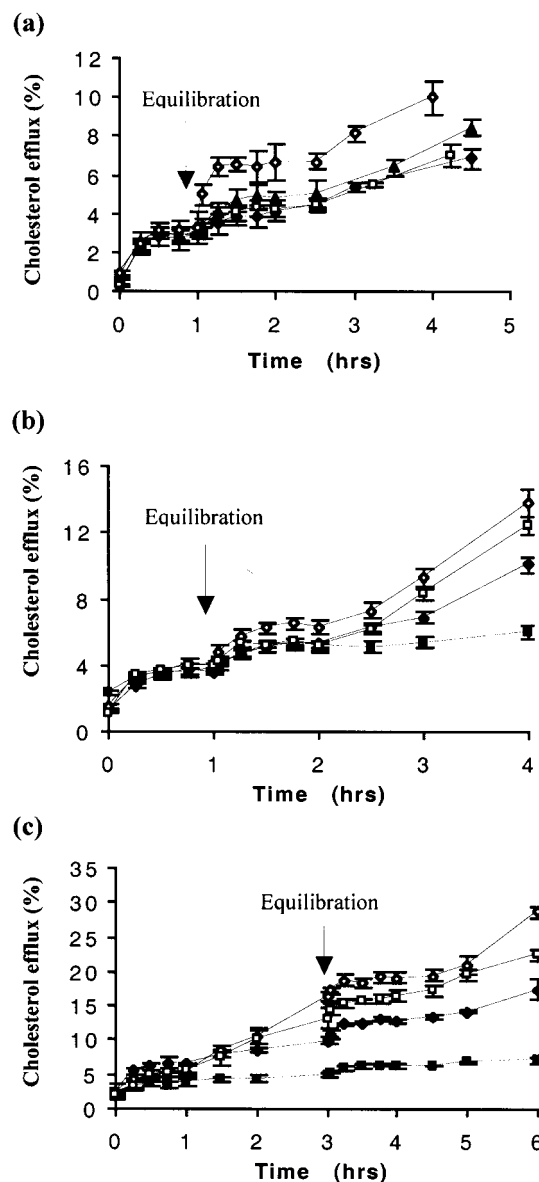 (a)
Cholesterol efflux (%)
12
10
8
6
4
2
0
Equilibration
0 1 2 3 4 5
Time (hrs)
(b)
Cholesterol efflux (%)
16
12
8
4
0
Equilibration
0 1 2 3 4
Time (hrs)
(c)
Cholesterol efflux (%)
35
30
25
20
15
10
5
0
Equilibration
0 1 2 3 4 5 6
Time (hrs)